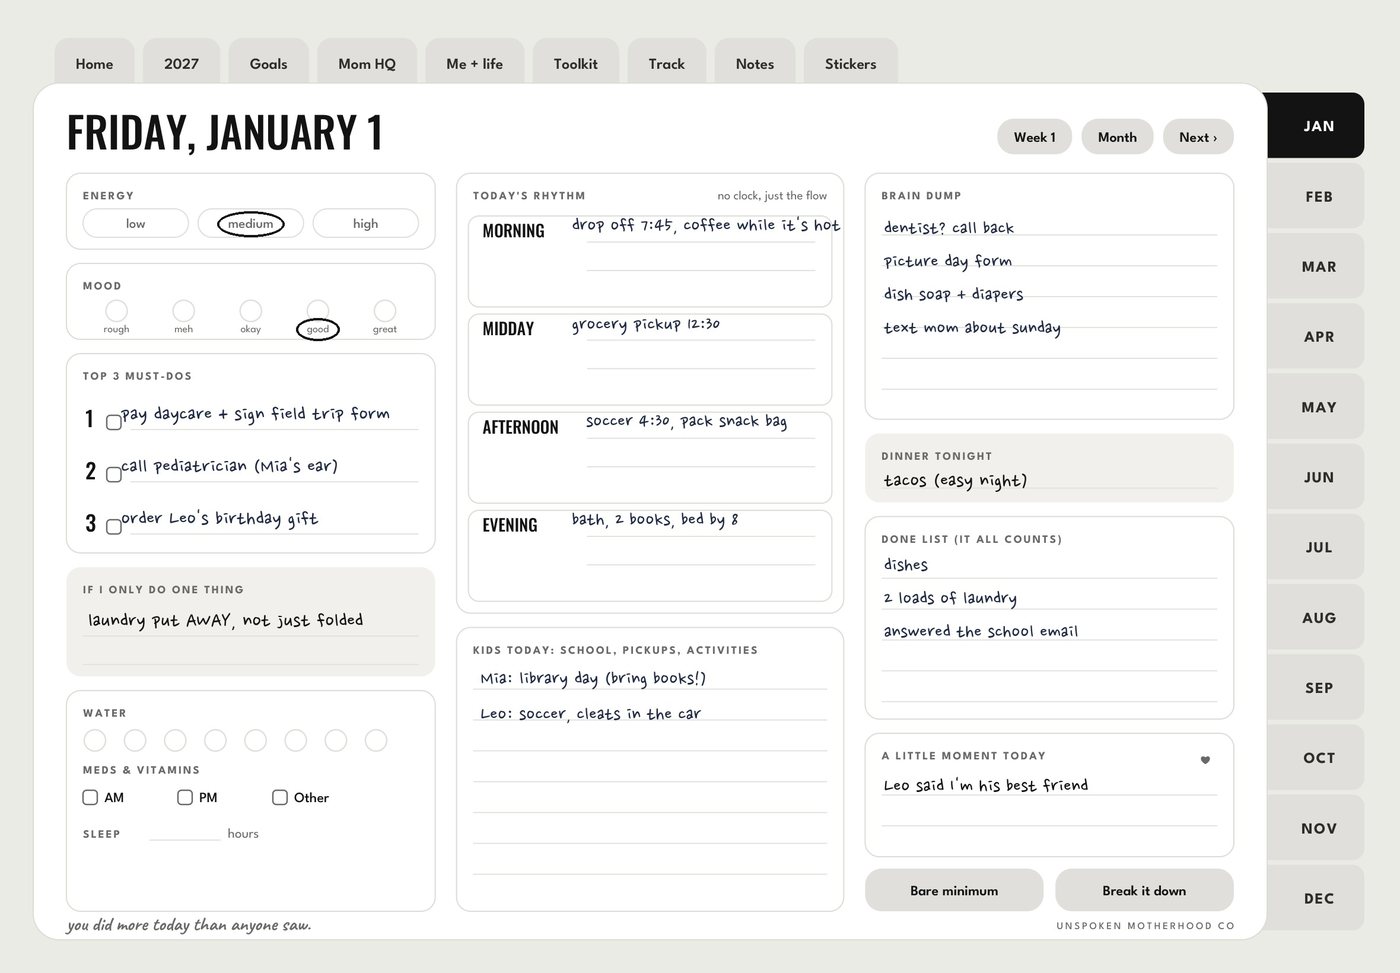 Home 2027 Goals Mom HQ Me + life Toolkit Track Notes Stickers
FRIDAY, JANUARY 1
Week 1 Month Next ›
ENERGY
low medium high
MOOD
rough meh okay good great
TOP 3 MUST-DOS
1 pay daycare + sign field trip form
2 call pediatrician (Mia's ear)
3 order Leo's birthday gift
IF I ONLY DO ONE THING
laundry put AWAY, not just folded
WATER
MEDS & VITAMINS
AM PM Other
SLEEP hours
you did more today than anyone saw.
TODAY'S RHYTHM no clock, just the flow
MORNING drop off 7:45, coffee while it's hot
MIDDAY grocery pickup 12:30
AFTERNOON soccer 4:30, pack snack bag
EVENING bath, 2 books, bed by 8
KIDS TODAY: SCHOOL, PICKUPS, ACTIVITIES
Mia: library day (bring books!)
Leo: soccer, cleats in the car
BRAIN DUMP
dentist? call back
picture day form
dish soap + diapers
text mom about sunday
DINNER TONIGHT
tacos (easy night)
DONE LIST (IT ALL COUNTS)
dishes
2 loads of laundry
answered the school email
A LITTLE MOMENT TODAY
Leo said I'm his best friend
Bare minimum Break it down
UNSPOKEN MOTHERHOOD CO
JAN
FEB
MAR
APR
MAY
JUN
JUL
AUG
SEP
OCT
NOV
DEC